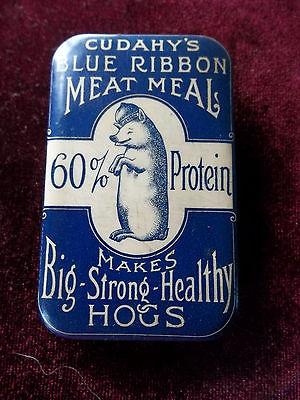 CUDAHY'S
BLUE RIBBON
MEAT MEAL
60% Protein
MAKES
Big-Strong-Healthy
HOGS